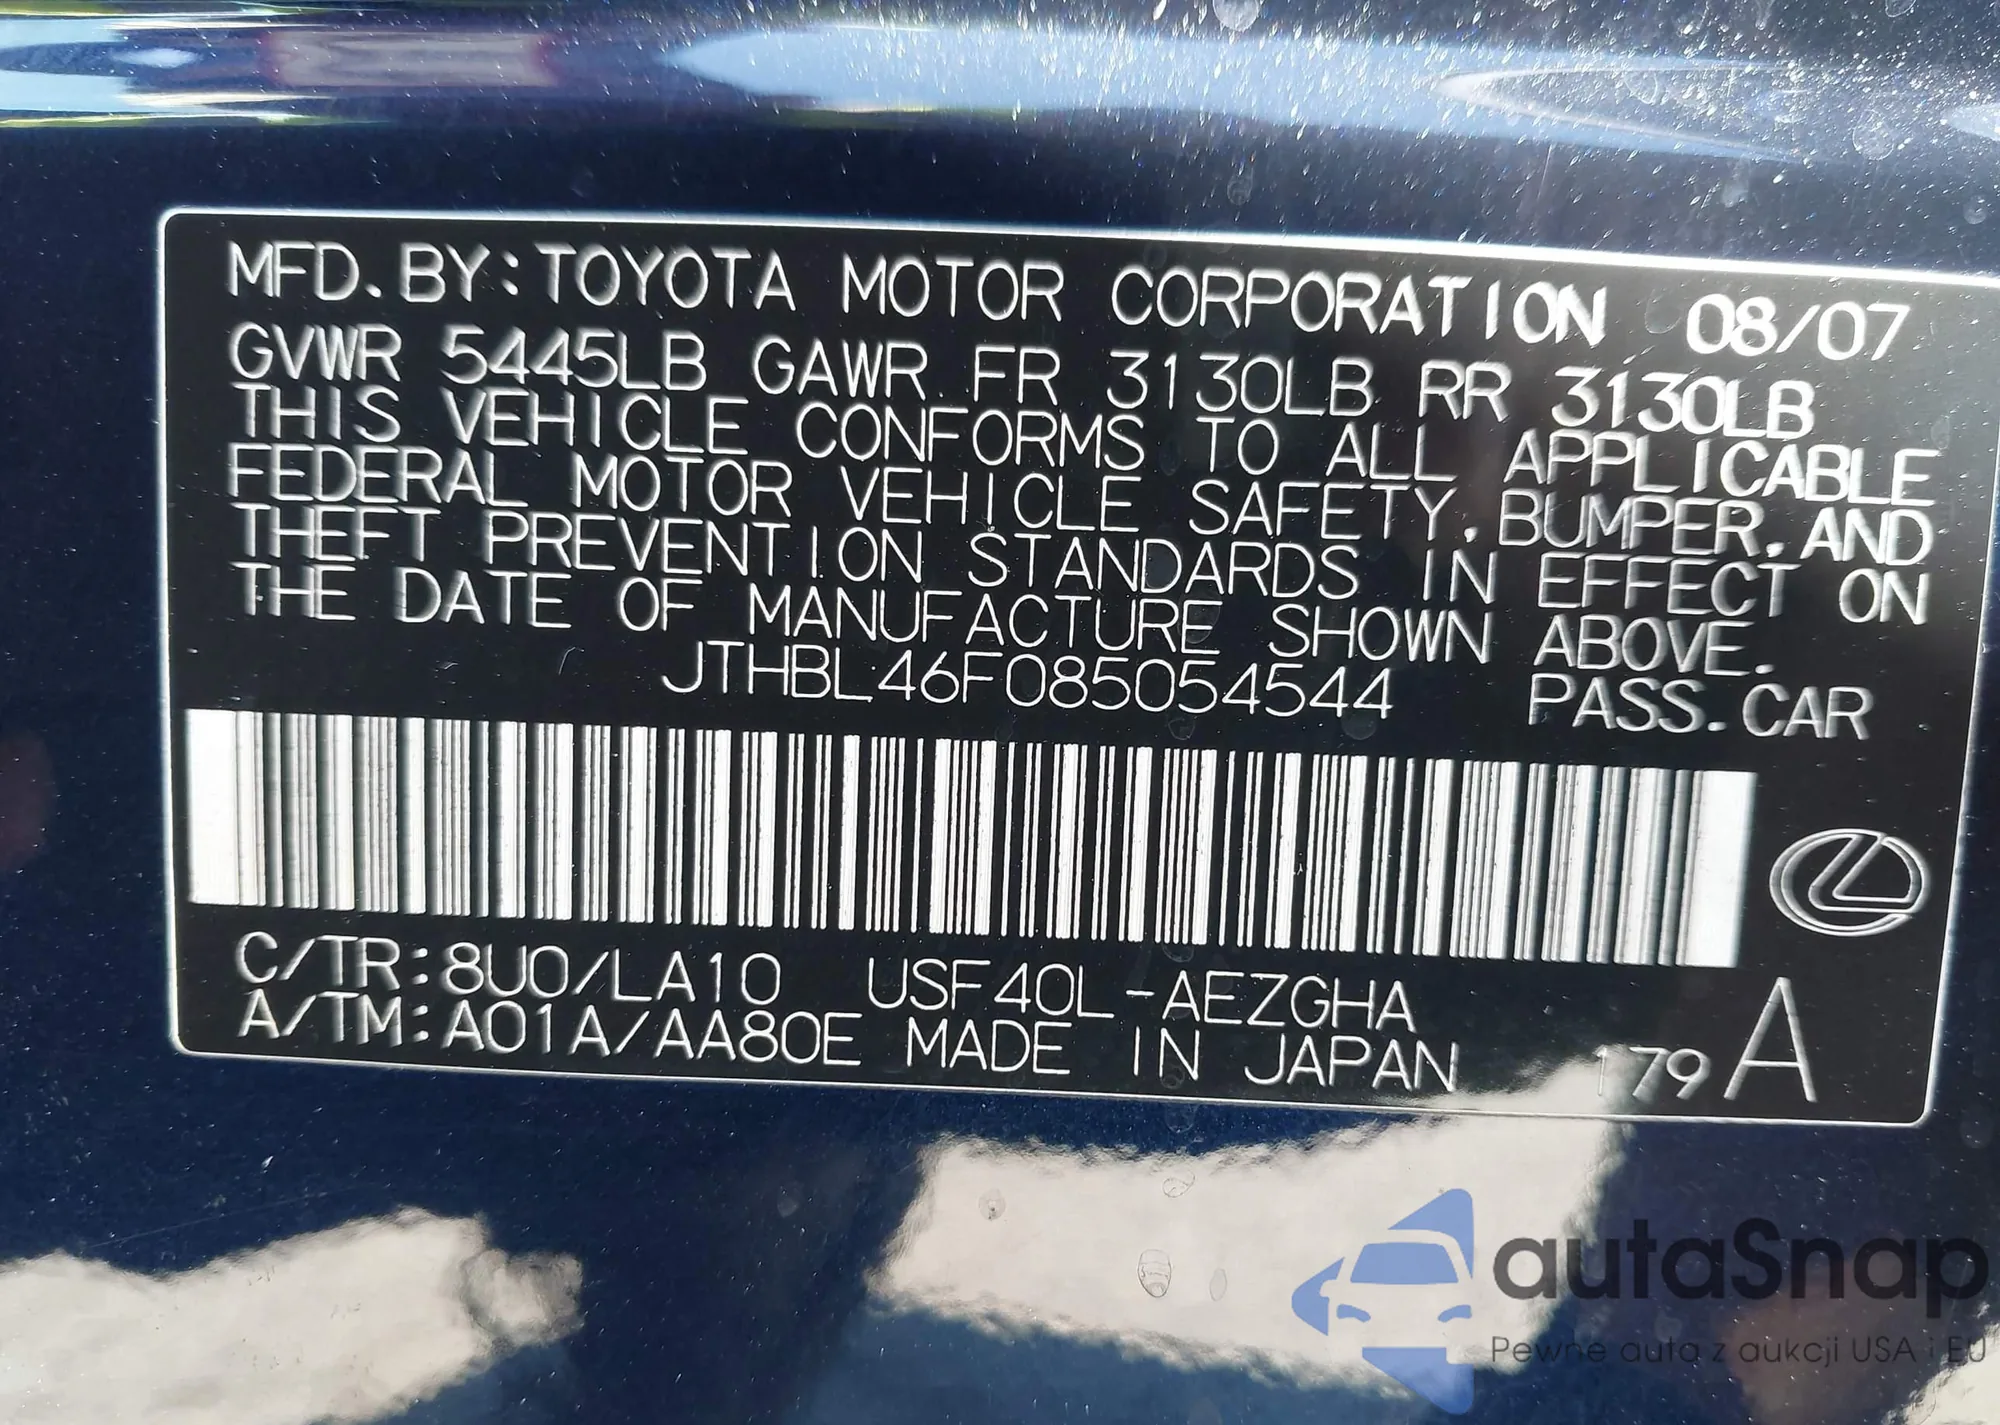 MFD. BY: TOYOTA MOTOR CORPORATION 08/07
GVWR 5445LB GAWR FR 3130LB RR 3130LB
THIS VEHICLE CONFORMS TO ALL APPLICABLE
FEDERAL MOTOR VEHICLE SAFETY, BUMPER, AND
THEFT PREVENTION STANDARDS IN EFFECT ON
THE DATE OF MANUFACTURE SHOWN ABOVE.
JTHBL46F085054544 PASS. CAR
C/TR: 8U0/LA10 USF40L-AEZGHA
A/TM: A01A/AA80E MADE IN JAPAN 179 A
autaSnap
Pewne auta z aukcji USA i EU